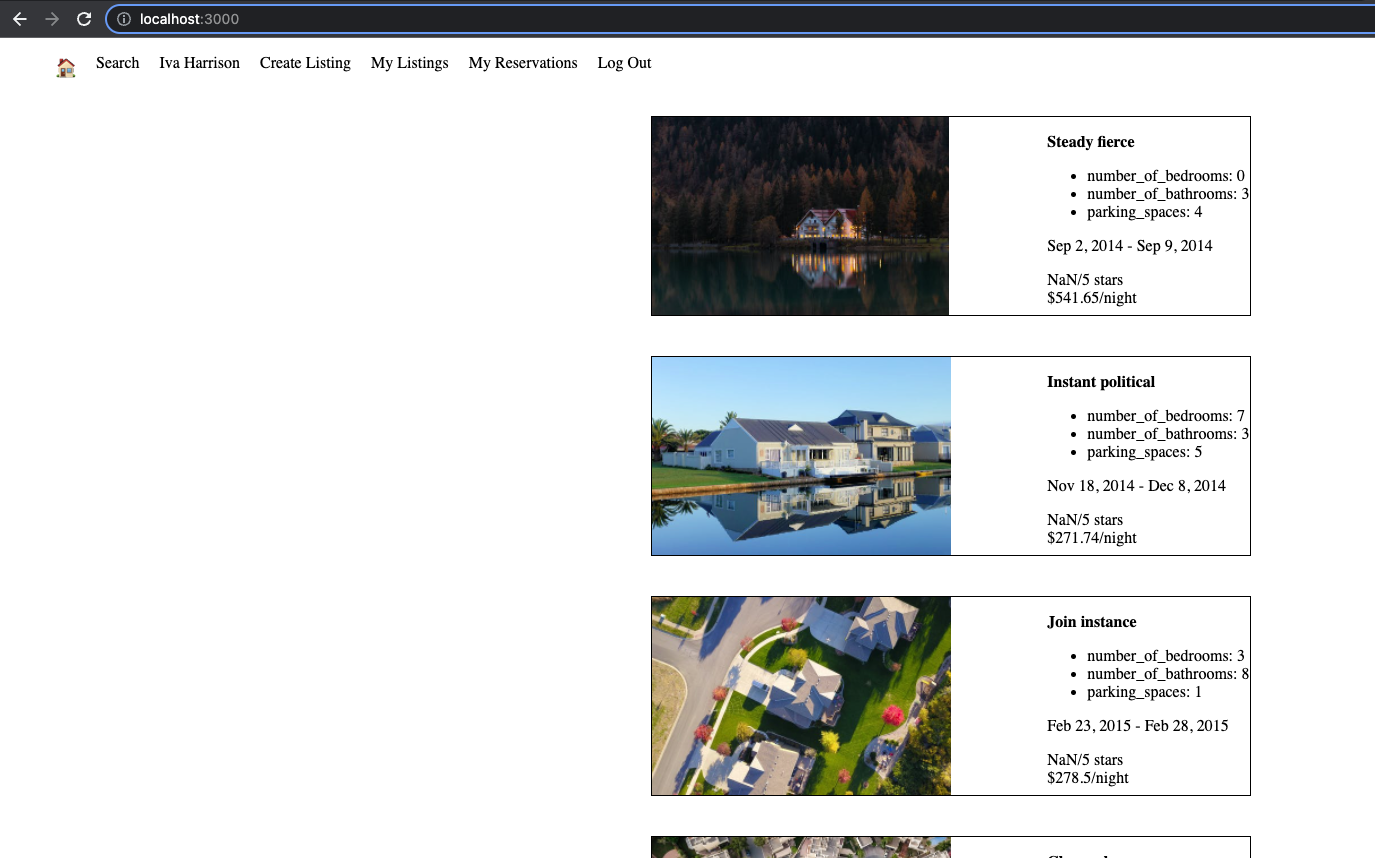 localhost:3000
Search Iva Harrison Create Listing My Listings My Reservations Log Out
Steady fierce
number_of_bedrooms: 0
number_of_bathrooms: 3
parking_spaces: 4
Sep 2, 2014 - Sep 9, 2014
NaN/5 stars
$541.65/night
Instant political
number_of_bedrooms: 7
number_of_bathrooms: 3
parking_spaces: 5
Nov 18, 2014 - Dec 8, 2014
NaN/5 stars
$271.74/night
Join instance
number_of_bedrooms: 3
number_of_bathrooms: 8
parking_spaces: 1
Feb 23, 2015 - Feb 28, 2015
NaN/5 stars
$278.5/night